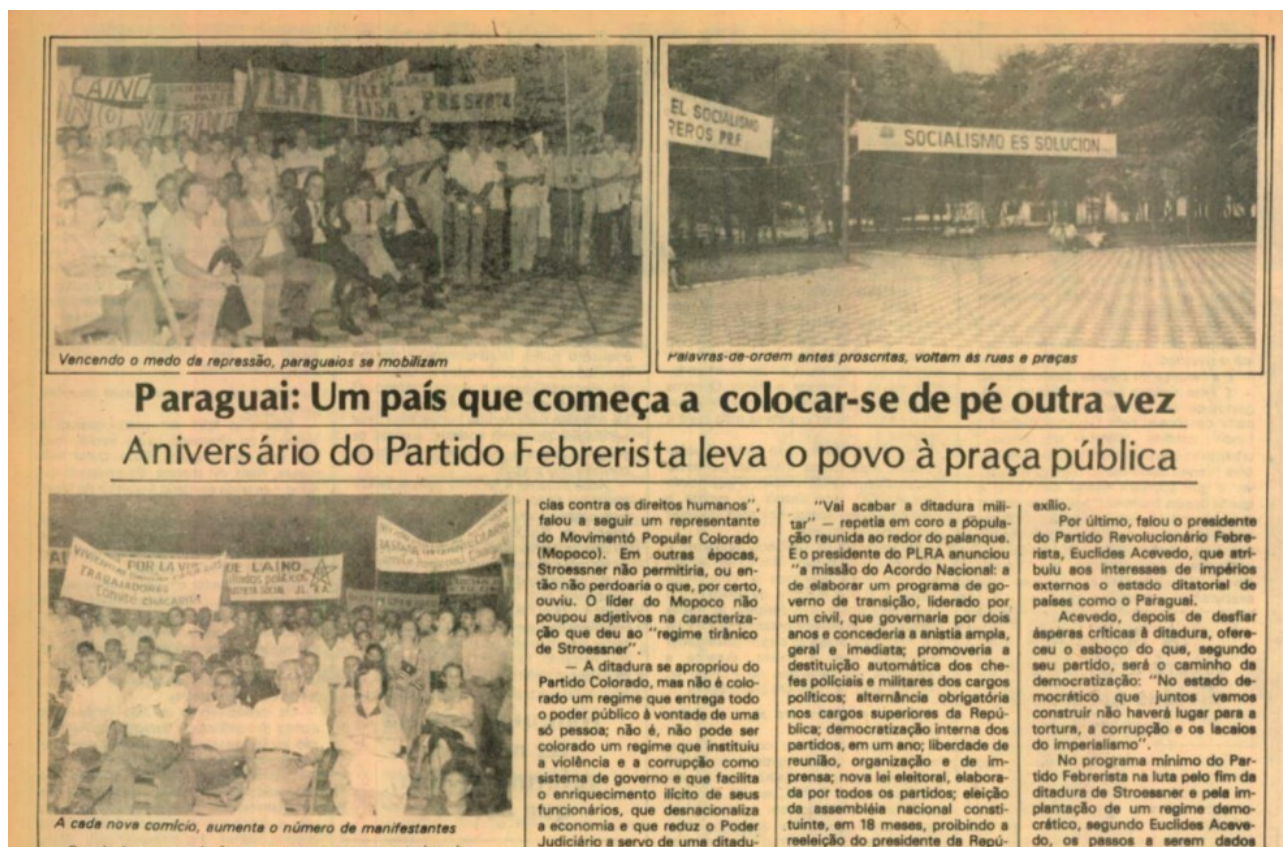 LAINO
PLRA
VILLA
ELISA
PRESENTE
EL SOCIALISMO
REROS P.R.F.
SOCIALISMO ES SOLUCION...
Vencendo o medo da repressão, paraguaios se mobilizam
Palavras-de-ordem antes proscritas, voltam às ruas e praças
Paraguai: Um país que começa a colocar-se de pé outra vez
Aniversário do Partido Febrerista leva o povo à praça pública
POR LA
TRABAJADORES
DE LAINO
A cada nova comício, aumenta o número de manifestantes
cias contra os direitos humanos",
falou a seguir um representante
do Movimentó Popular Colorado
(Mopoco). Em outras épocas,
Stroessner não permitiria, ou en-
tão não perdoaria o que, por certo,
ouviu. O líder do Mopoco não
poupou adjetivos na caracteriza-
ção que deu ao "regime tirânico
de Stroessner".
— A ditadura se apropriou do
Partido Colorado, mas não é colo-
rado um regime que entrega todo
o poder público à vontade de uma
só pessoa; não é, não pode ser
colorado um regime que instituiu
a violência e a corrupção como
sistema de governo e que facilita
o enriquecimento ilícito de seus
funcionários, que desnacionaliza
a economia e que reduz o Poder
Judiciário a servo de uma ditadu-
"Vai acabar a ditadura mili-
tar" — repetia em coro a popula-
ção reunida ao redor do palanque.
E o presidente do PLRA anunciou
"a missão do Acordo Nacional: a
de elaborar um programa de go-
verno de transição, liderado por
um civil, que governaria por dois
anos e concederia a anistia ampla,
geral e imediata; promoveria a
destituição automática dos che-
fes policiais e militares dos cargos
políticos; alternância obrigatória
nos cargos superiores da Repú-
blica; democratização interna dos
partidos, em um ano; liberdade de
reunião, organização e de im-
prensa; nova lei eleitoral, elabora-
da por todos os partidos; eleição
da assembléia nacional consti-
tuinte, em 18 meses, proibindo a
reeleição do presidente da Repú-
exílio.
Por último, falou o presidente
do Partido Revolucionário Febre-
rista, Euclides Acevedo, que atri-
buiu aos interesses de impérios
externos o estado ditatorial de
países como o Paraguai.
Acevedo, depois de desfiar
ásperas críticas à ditadura, ofere-
ceu o esboço do que, segundo
seu partido, será o caminho da
democratização: "No estado de-
mocrático que juntos vamos
construir não haverá lugar para a
tortura, a corrupção e os lacaios
do imperialismo".
No programa mínimo do Par-
tido Febrerista na luta pelo fim da
ditadura de Stroessner e pela im-
plantação de um regime demo-
crático, segundo Euclides Aceve-
do, os passos a serem dados